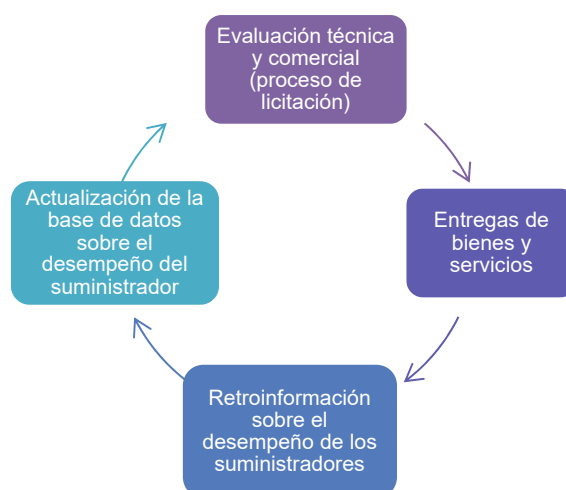 Evaluación técnica
y comercial
(proceso de
licitación)
Entregas de
bienes y
servicios
Retroinformación
sobre el
desempeño de los
suministradores
Actualización de la
base de datos
sobre el
desempeño del
suministrador